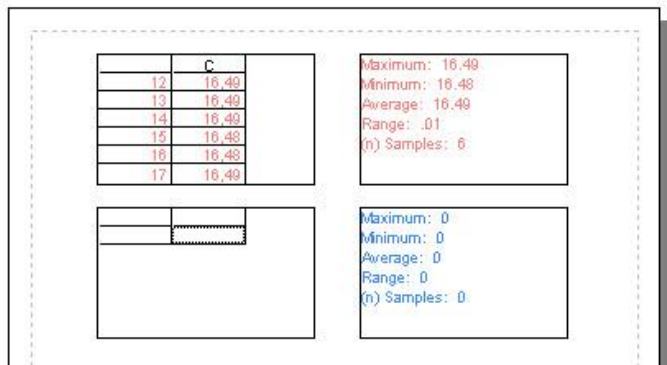 C
12 16,49
13 16,49
14 16,49
15 16,48
16 16,48
17 16,49
Maximum: 16.49
Minimum: 16.48
Average: 16.49
Range: .01
(n) Samples: 6
Maximum: 0
Minimum: 0
Average: 0
Range: 0
(n) Samples: 0